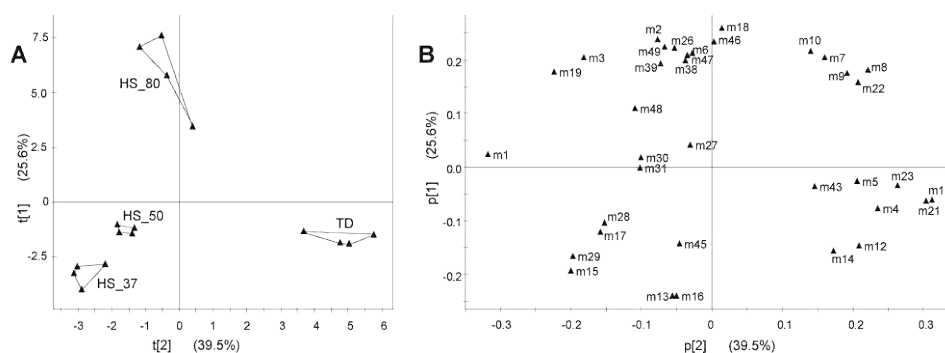 A
7.5
5.0
2.5
0
-2.5
t[1] (25.6%)
HS_80
HS_50
HS_37
TD
-3 -2 -1 0 1 2 3 4 5 6
t[2] (39.5%)
B
0.2
0.1
0.0
-0.1
-0.2
p[1] (25.6%)
m18
m2
m26
m6
m46
m10
m49
m7
m3
m39
m38
m47
m8
m19
m9
m22
m48
m27
m1
m30
m31
m43
m5
m23
m1
m4
m21
m28
m17
m45
m12
m14
m29
m15
m13
m16
-0.3 -0.2 -0.1 0 0.1 0.2 0.3
p[2] (39.5%)